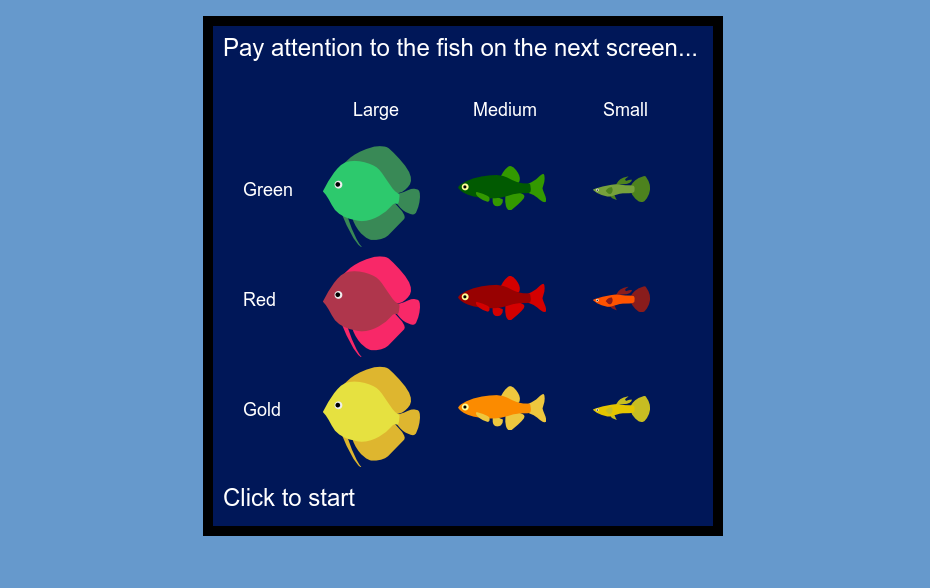 Pay attention to the fish on the next screen...
Large Medium Small
Green
Red
Gold
Click to start